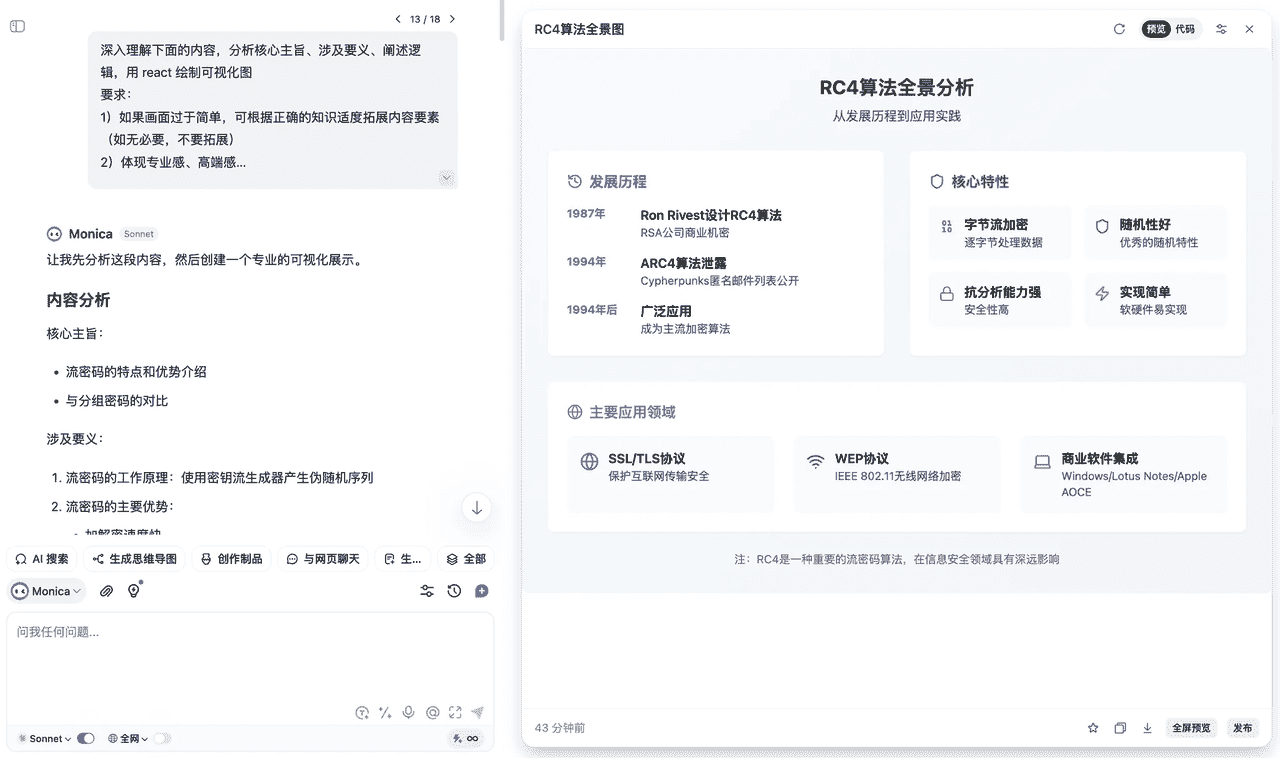 13 / 18
深入理解下面的内容，分析核心主旨、涉及要义、阐述逻
辑，用 react 绘制可视化图
要求：
1）如果画面过于简单，可根据正确的知识适度拓展内容要素
（如无必要，不要拓展）
2）体现专业感、高端感...
Monica Sonnet
让我先分析这段内容，然后创建一个专业的可视化展示。
内容分析
核心主旨：
• 流密码的特点和优势介绍
• 与分组密码的对比
涉及要义：
1. 流密码的工作原理：使用密钥流生成器产生伪随机序列
2. 流密码的主要优势：
AI 搜索 生成思维导图 创作制品 与网页聊天 生... 全部
Monica
问我任何问题...
Sonnet 全网
RC4算法全景图
预览 代码
RC4算法全景分析
从发展历程到应用实践
发展历程
1987年 Ron Rivest设计RC4算法
RSA公司商业机密
1994年 ARC4算法泄露
Cypherpunks匿名邮件列表公开
1994年后 广泛应用
成为主流加密算法
核心特性
字节流加密
逐字节处理数据
随机性好
优秀的随机特性
抗分析能力强
安全性高
实现简单
软硬件易实现
主要应用领域
SSL/TLS协议
保护互联网传输安全
WEP协议
IEEE 802.11无线网络加密
商业软件集成
Windows/Lotus Notes/Apple
AOCE
注：RC4是一种重要的流密码算法，在信息安全领域具有深远影响
43 分钟前
全屏预览 发布